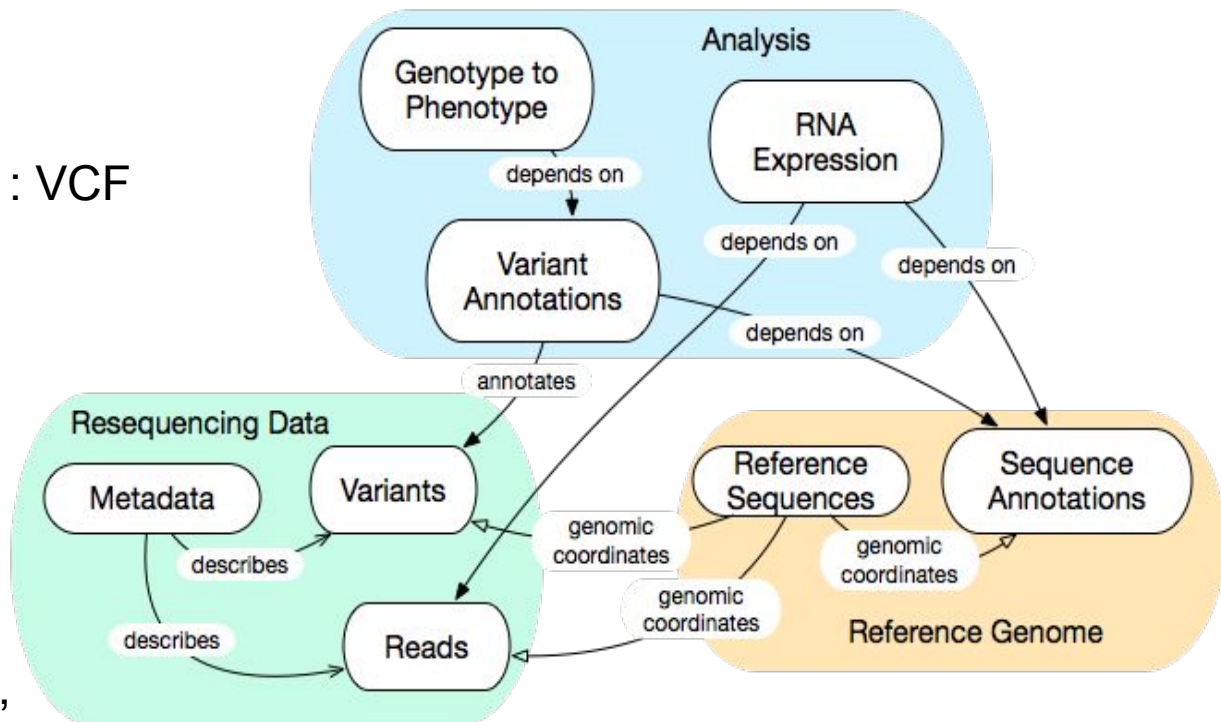 Analysis
Genotype to
Phenotype
RNA
Expression
: VCF
depends on
depends on
depends on
Variant
Annotations
depends on
annotates
Resequencing Data
Metadata
Variants
Reference
Sequences
Sequence
Annotations
genomic
coordinates
genomic
coordinates
describes
genomic
coordinates
describes
Reads
Reference Genome
,